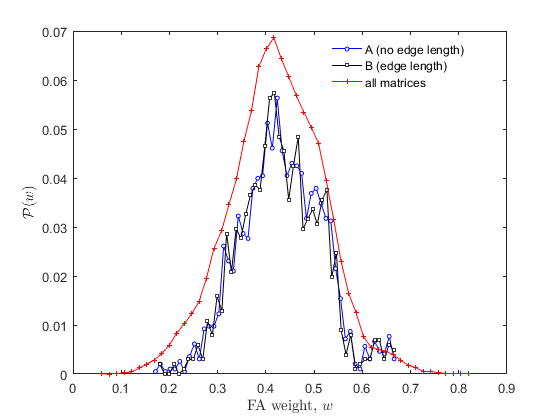 0.07
0.06
0.05
0.04
0.03
0.02
0.01
0
0 0.1 0.2 0.3 0.4 0.5 0.6 0.7 0.8 0.9
FA weight, w
P(w)
A (no edge length)
B (edge length)
all matrices